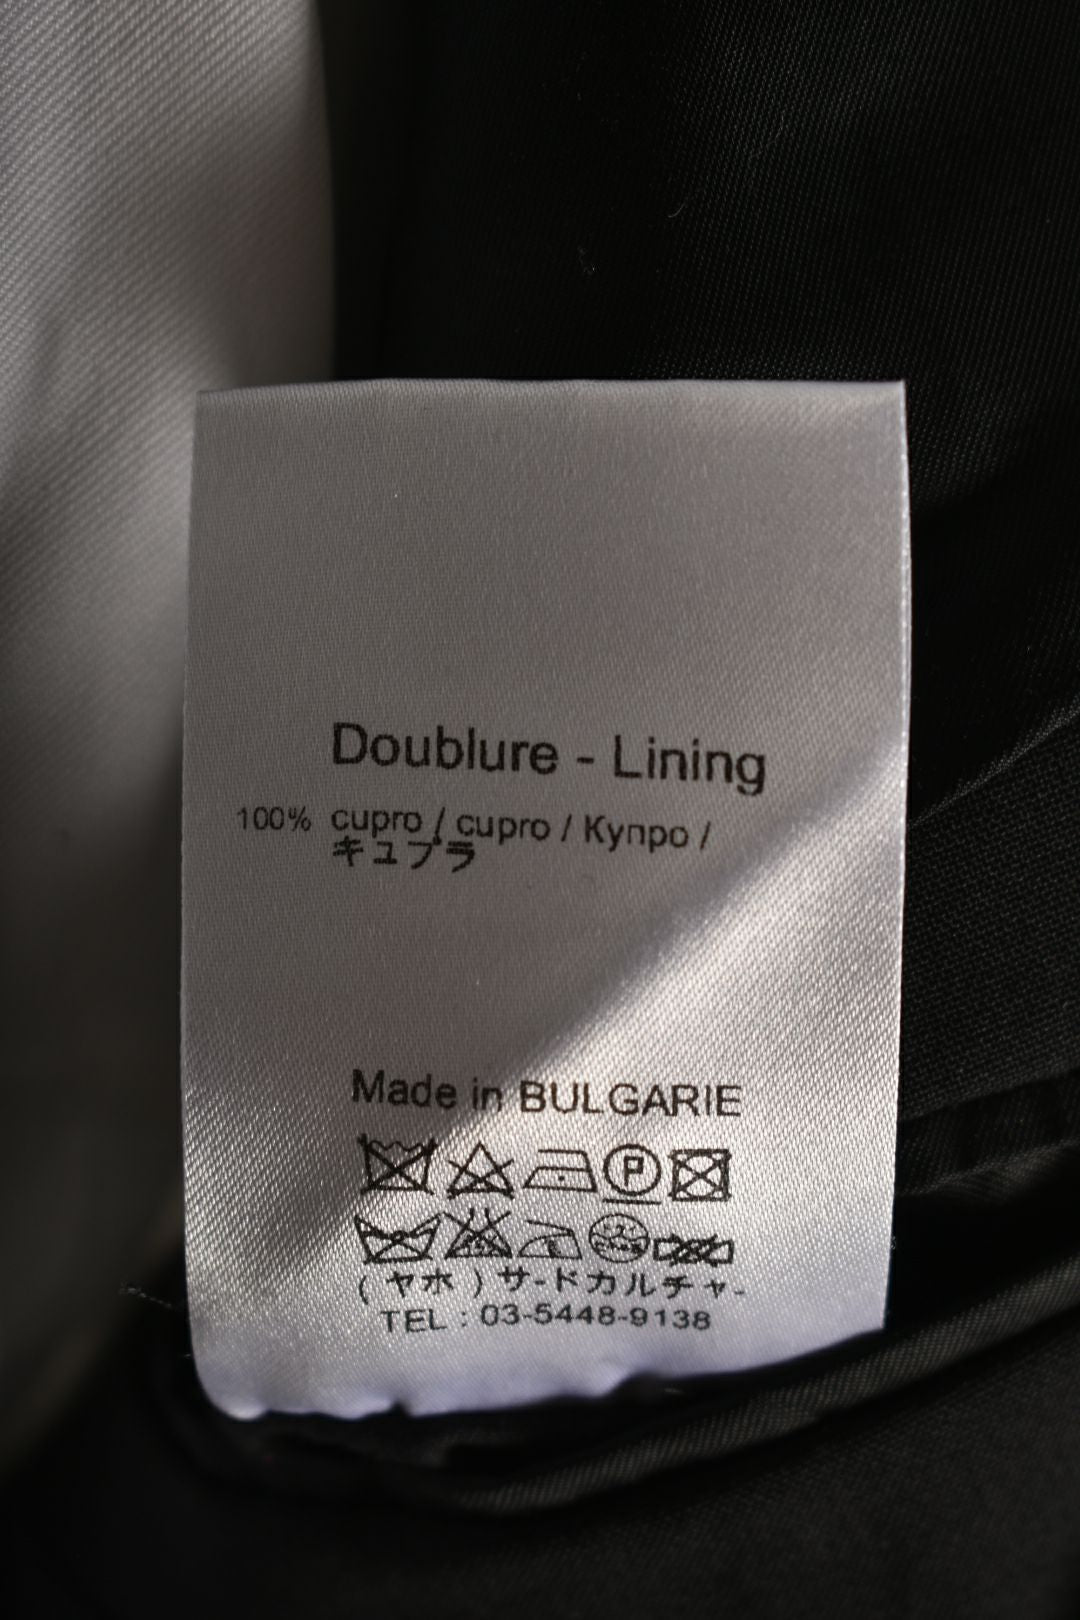 Doublure - Lining
100% cupro / cupro / Купро /
キュプラ
Made in BULGARIE
P
(ヤホ)サ-ドカルチャ-
TEL : 03-5448-9138